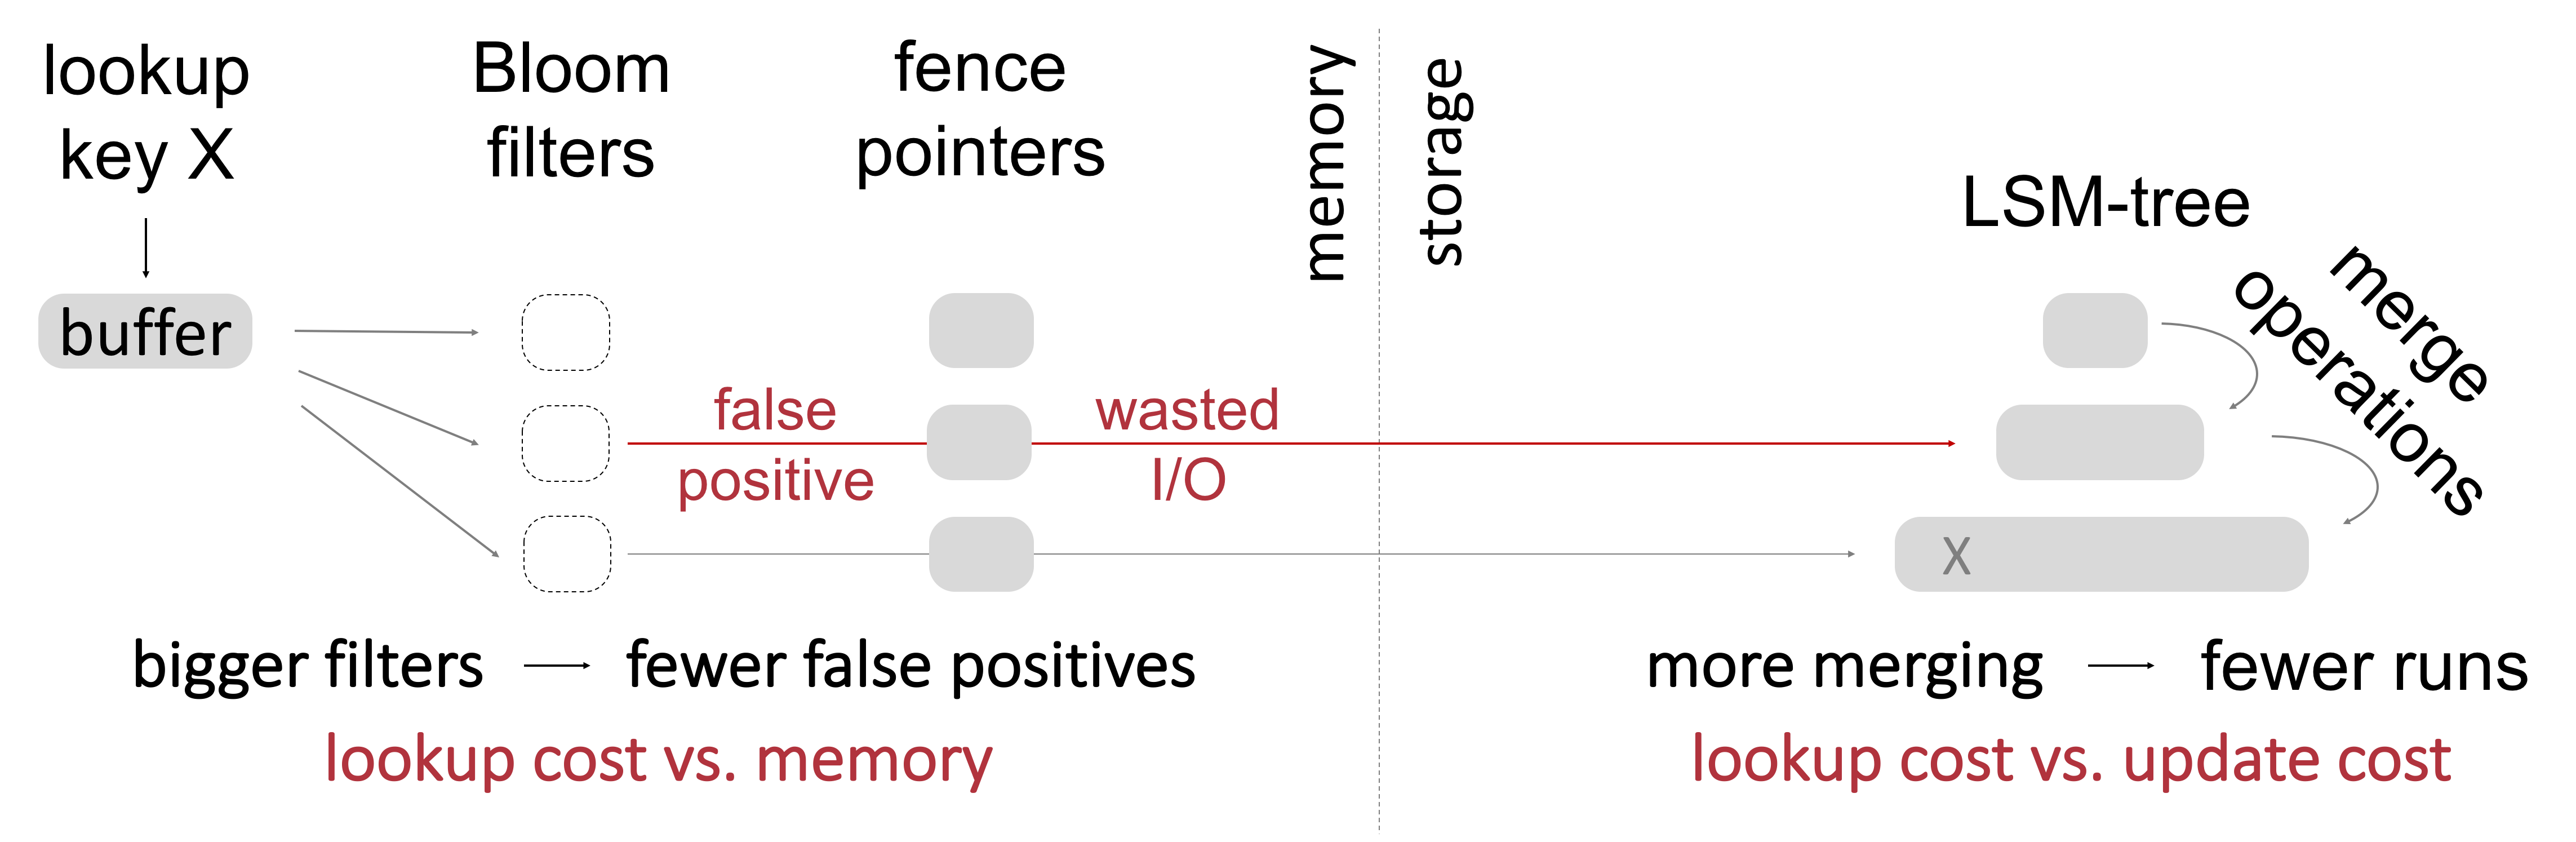 lookup
key X
Bloom
filters
fence
pointers
memory
storage
LSM-tree
merge
operations
buffer
false
positive
wasted
I/O
X
bigger filters → fewer false positives
lookup cost vs. memory
more merging → fewer runs
lookup cost vs. update cost